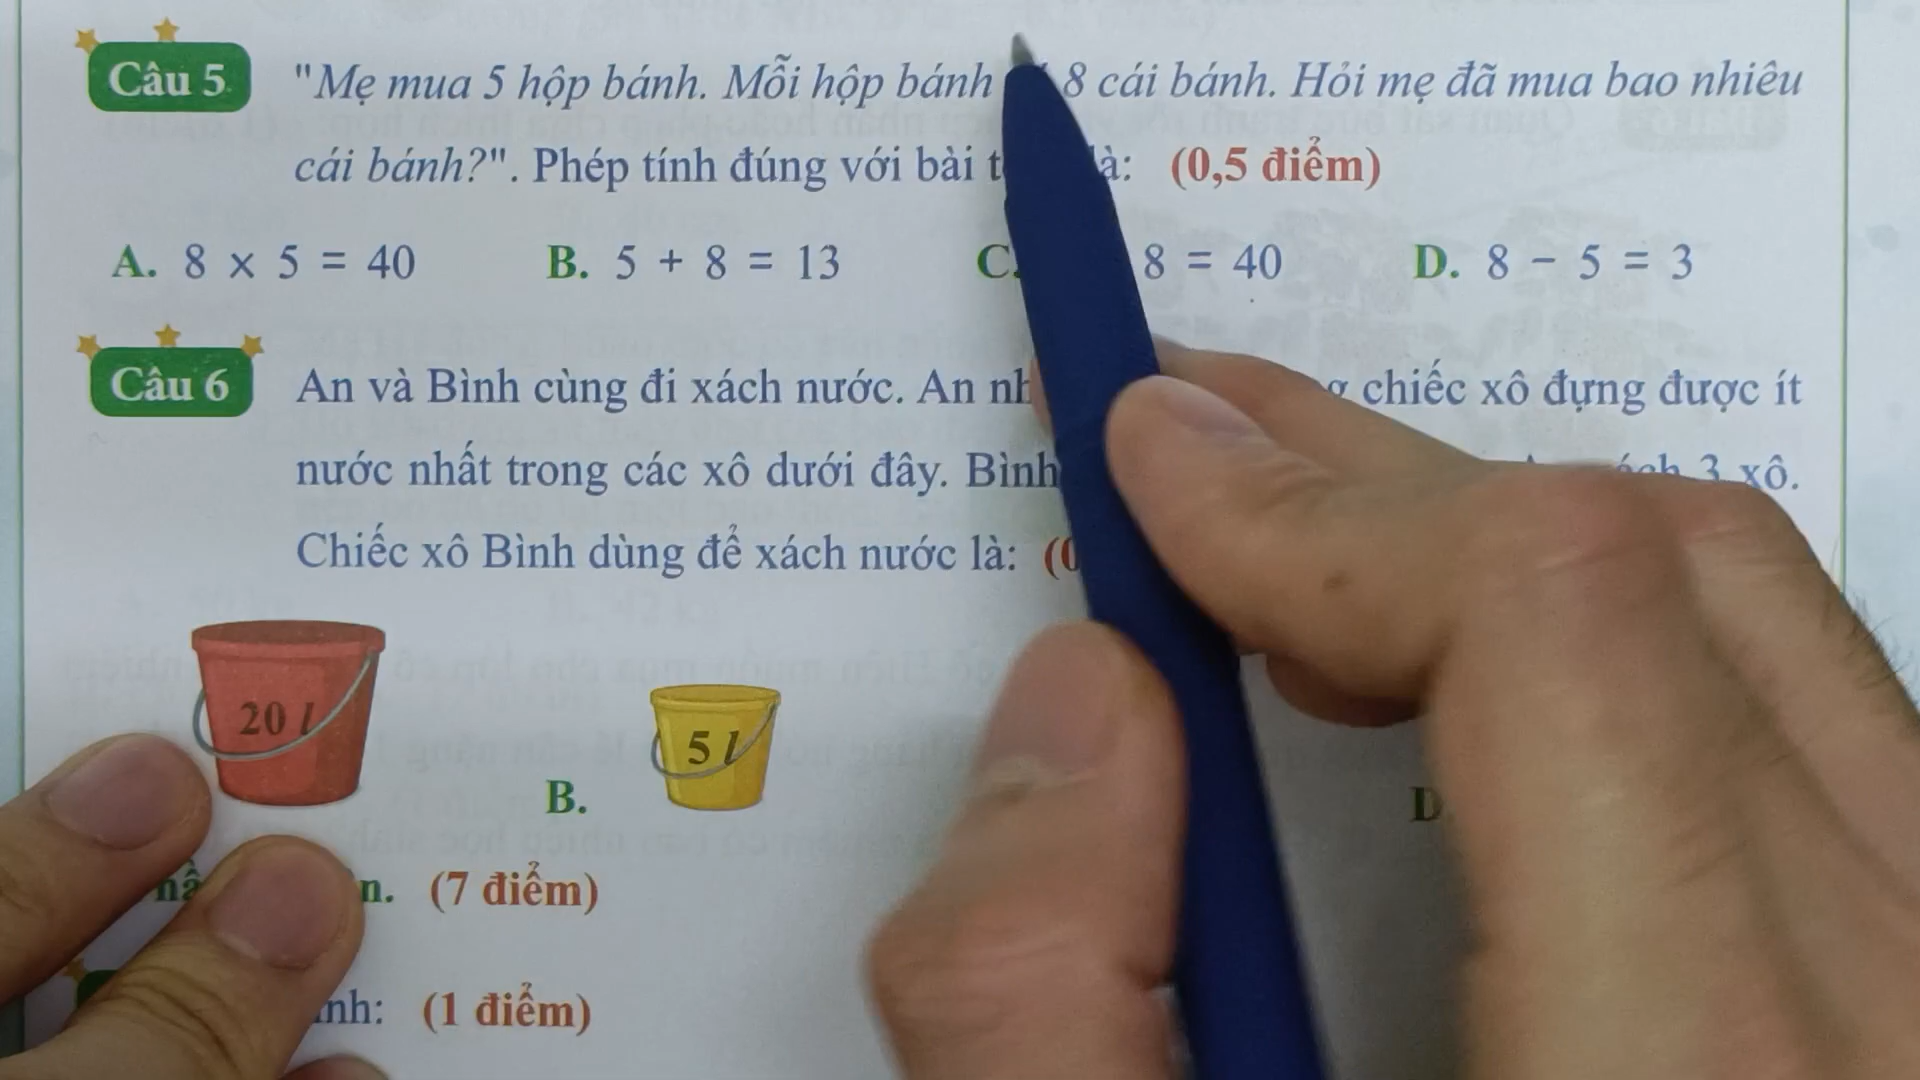 Câu 5 "Mẹ mua 5 hộp bánh. Mỗi hộp bánh 8 cái bánh. Hỏi mẹ đã mua bao nhiêu
cái bánh?". Phép tính đúng với bài là: (0,5 điểm)
A. 8 × 5 = 40 B. 5 + 8 = 13 C. 8 = 40 D. 8 − 5 = 3
Câu 6 An và Bình cùng đi xách nước. An chiếc xô đựng được ít
nước nhất trong các xô dưới đây. Bình 3 xô.
Chiếc xô Bình dùng để xách nước là:
20 l 5 l
B. D
(7 điểm)
(1 điểm)